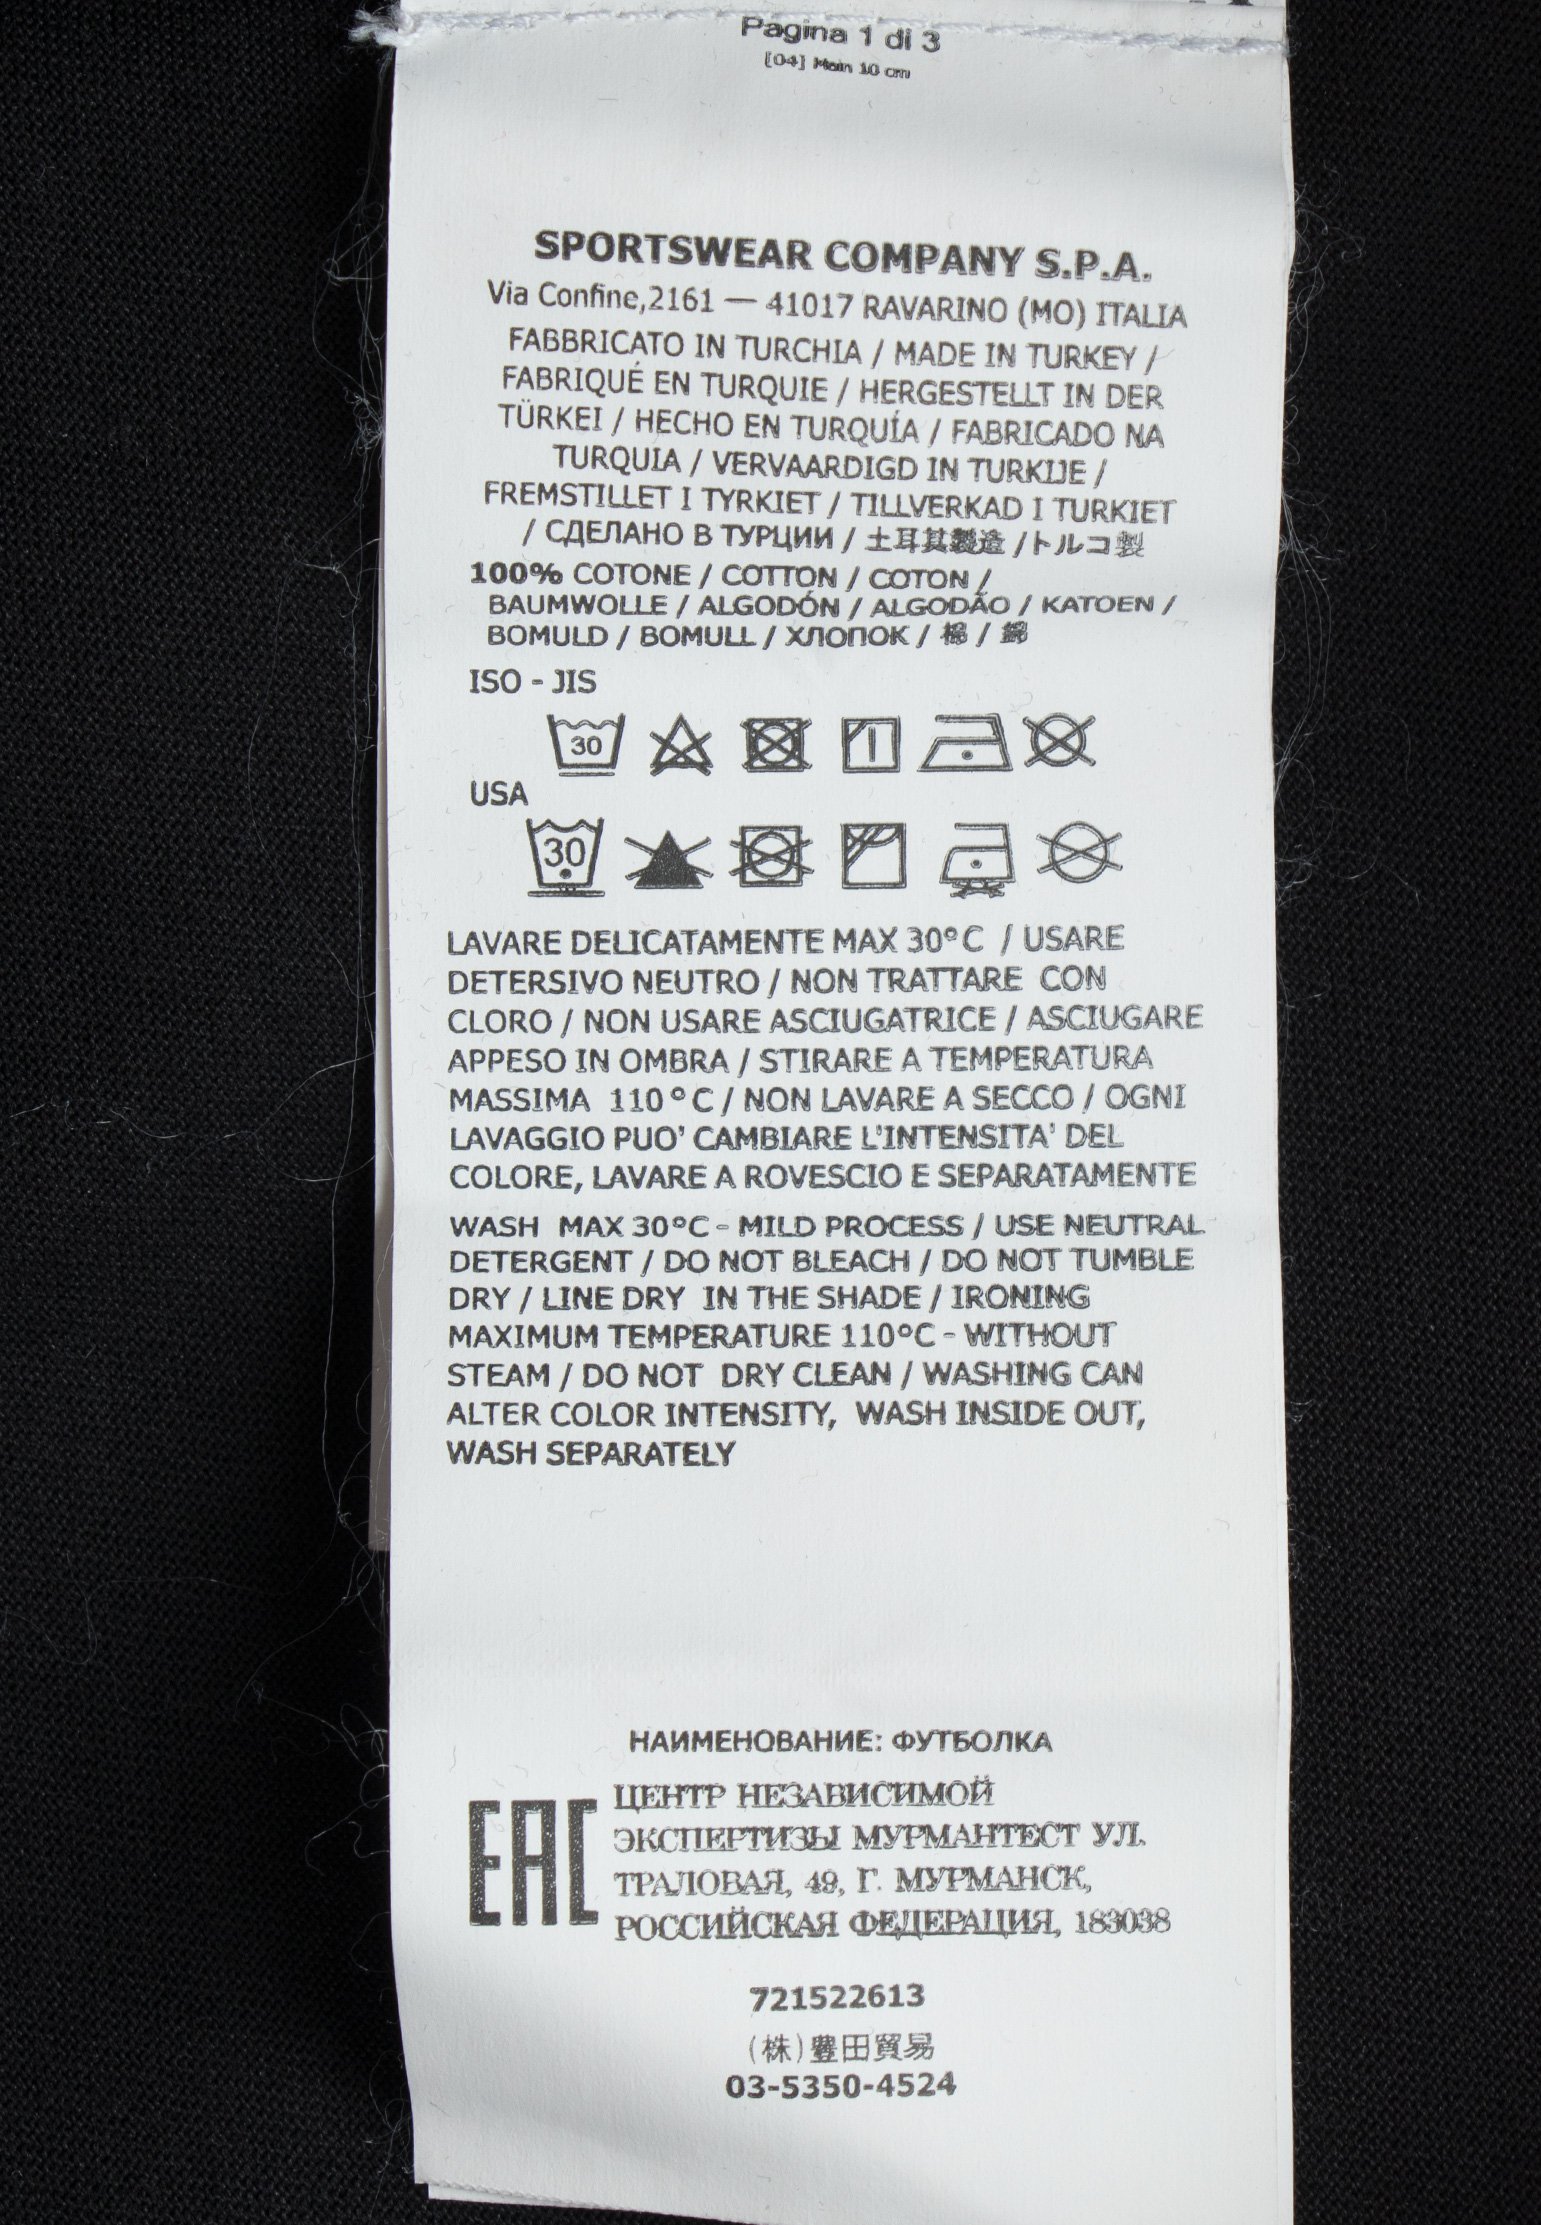 Pagina 1 di 3
[04] Main 10 cm
SPORTSWEAR COMPANY S.P.A.
Via Confine,2161 — 41017 RAVARINO (MO) ITALIA
FABBRICATO IN TURCHIA / MADE IN TURKEY /
FABRIQUÉ EN TURQUIE / HERGESTELLT IN DER
TÜRKEI / HECHO EN TURQUÍA / FABRICADO NA
TURQUIA / VERVAARDIGD IN TURKIJE /
FREMSTILLET I TYRKIET / TILLVERKAD I TURKIET
/ СДЕЛАНО В ТУРЦИИ / 土耳其製造 /トルコ製
100% COTONE / COTTON / COTON /
BAUMWOLLE / ALGODÓN / ALGODÃO / KATOEN /
BOMULD / BOMULL / ХЛОПОК / 棉 / 綿
ISO - JIS
30
USA
30
LAVARE DELICATAMENTE MAX 30°C / USARE
DETERSIVO NEUTRO / NON TRATTARE CON
CLORO / NON USARE ASCIUGATRICE / ASCIUGARE
APPESO IN OMBRA / STIRARE A TEMPERATURA
MASSIMA 110°C / NON LAVARE A SECCO / OGNI
LAVAGGIO PUO' CAMBIARE L'INTENSITA' DEL
COLORE, LAVARE A ROVESCIO E SEPARATAMENTE
WASH MAX 30°C - MILD PROCESS / USE NEUTRAL
DETERGENT / DO NOT BLEACH / DO NOT TUMBLE
DRY / LINE DRY IN THE SHADE / IRONING
MAXIMUM TEMPERATURE 110°C - WITHOUT
STEAM / DO NOT DRY CLEAN / WASHING CAN
ALTER COLOR INTENSITY, WASH INSIDE OUT,
WASH SEPARATELY
НАИМЕНОВАНИЕ: ФУТБОЛКА
EAC
ЦЕНТР НЕЗАВИСИМОЙ
ЭКСПЕРТИЗЫ МУРМАНТЕСТ УЛ.
ТРАЛОВАЯ, 49, Г. МУРМАНСК,
РОССИЙСКАЯ ФЕДЕРАЦИЯ, 183038
721522613
(株)豊田貿易
03-5350-4524